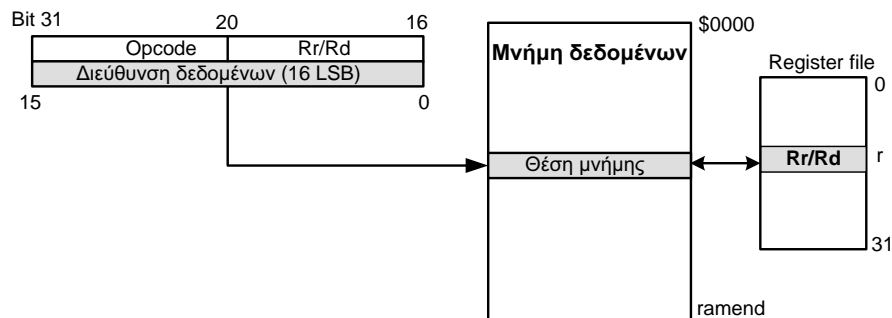 Bit 31 20 16
Opcode Rr/Rd
Διεύθυνση δεδομένων (16 LSB)
15 0
$0000
Μνήμη δεδομένων
Θέση μνήμης
ramend
Register file
0
Rr/Rd r
31